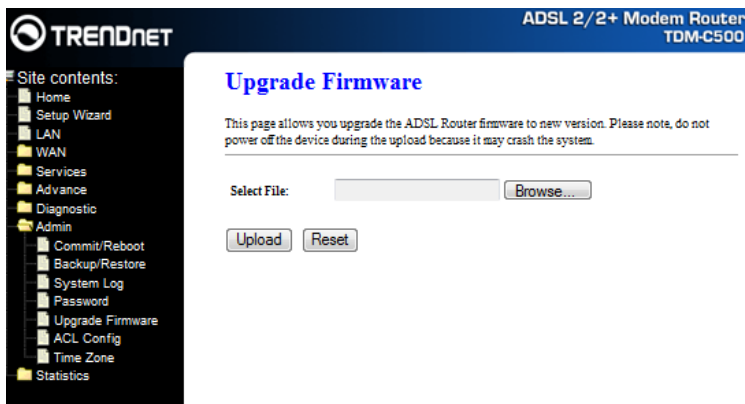 TRENDNET
ADSL 2/2+ Modem Router
TDM-C500
Site contents:
Home
Setup Wizard
LAN
WAN
Services
Advance
Diagnostic
Admin
Commit/Reboot
Backup/Restore
System Log
Password
Upgrade Firmware
ACL Config
Time Zone
Statistics
Upgrade Firmware
This page allows you upgrade the ADSL Router firmware to new version. Please note, do not
power off the device during the upload because it may crash the system.
Select File:
Browse...
Upload Reset